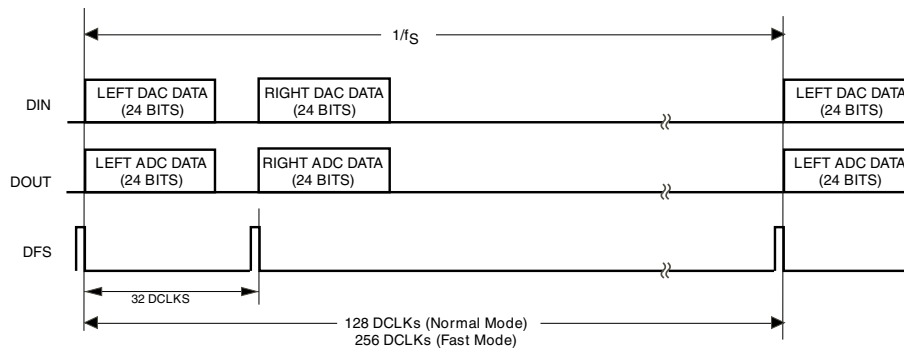 1/fS
DIN
LEFT DAC DATA
(24 BITS)
RIGHT DAC DATA
(24 BITS)
LEFT DAC DATA
(24 BITS)
DOUT
LEFT ADC DATA
(24 BITS)
RIGHT ADC DATA
(24 BITS)
LEFT ADC DATA
(24 BITS)
DFS
32 DCLKS
128 DCLKs (Normal Mode)
256 DCLKs (Fast Mode)